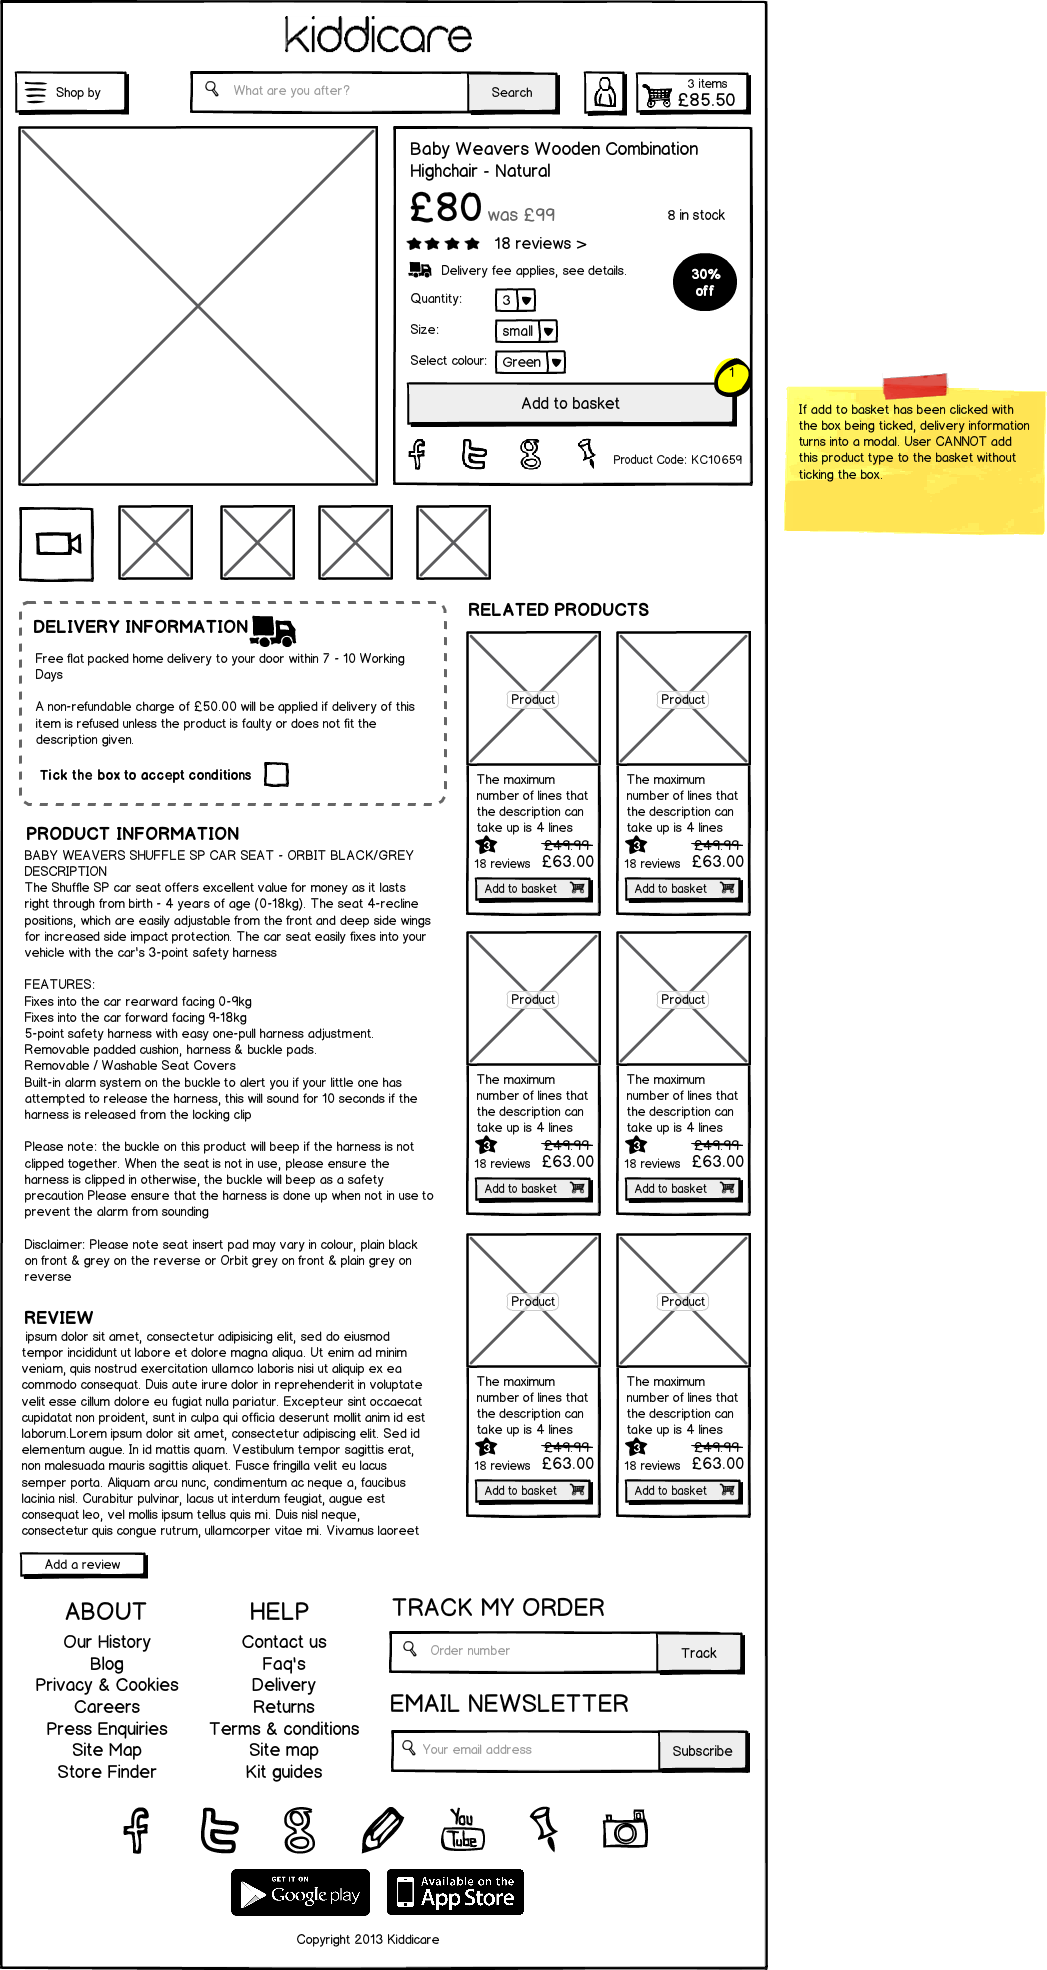 kiddicare
Shop by
What are you after?
Search
3 items
£85.50
Baby Weavers Wooden Combination
Highchair - Natural
£80 was £99
8 in stock
18 reviews >
Delivery fee applies, see details.
30%
off
Quantity:
3
Size:
small
Select colour:
Green
1
Add to basket
Product Code: KC10659
If add to basket has been clicked with
the box being ticked, delivery information
turns into a modal. User CANNOT add
this product type to the basket without
ticking the box.
DELIVERY INFORMATION
Free flat packed home delivery to your door within 7 - 10 Working
Days
A non-refundable charge of £50.00 will be applied if delivery of this
item is refused unless the product is faulty or does not fit the
description given.
Tick the box to accept conditions
PRODUCT INFORMATION
BABY WEAVERS SHUFFLE SP CAR SEAT - ORBIT BLACK/GREY
DESCRIPTION
The Shuffle SP car seat offers excellent value for money as it lasts
right through from birth - 4 years of age (0-18kg). The seat 4-recline
positions, which are easily adjustable from the front and deep side wings
for increased side impact protection. The car seat easily fixes into your
vehicle with the car's 3-point safety harness
FEATURES:
Fixes into the car rearward facing 0-9kg
Fixes into the car forward facing 9-18kg
5-point safety harness with easy one-pull harness adjustment.
Removable padded cushion, harness & buckle pads.
Removable / Washable Seat Covers
Built-in alarm system on the buckle to alert you if your little one has
attempted to release the harness, this will sound for 10 seconds if the
harness is released from the locking clip
Please note: the buckle on this product will beep if the harness is not
clipped together. When the seat is not in use, please ensure the
harness is clipped in otherwise, the buckle will beep as a safety
precaution Please ensure that the harness is done up when not in use to
prevent the alarm from sounding
Disclaimer: Please note seat insert pad may vary in colour, plain black
on front & grey on the reverse or Orbit grey on front & plain grey on
reverse
REVIEW
ipsum dolor sit amet, consectetur adipisicing elit, sed do eiusmod
tempor incididunt ut labore et dolore magna aliqua. Ut enim ad minim
veniam, quis nostrud exercitation ullamco laboris nisi ut aliquip ex ea
commodo consequat. Duis aute irure dolor in reprehenderit in voluptate
velit esse cillum dolore eu fugiat nulla pariatur. Excepteur sint occaecat
cupidatat non proident, sunt in culpa qui officia deserunt mollit anim id est
laborum.Lorem ipsum dolor sit amet, consectetur adipiscing elit. Sed id
elementum augue. In id mattis quam. Vestibulum tempor sagittis erat,
non malesuada mauris sagittis aliquet. Fusce fringilla velit eu lacus
semper porta. Aliquam arcu nunc, condimentum ac neque a, faucibus
lacinia nisl. Curabitur pulvinar, lacus ut interdum feugiat, augue est
consequat leo, vel mollis ipsum tellus quis mi. Duis nisl neque,
consectetur quis congue rutrum, ullamcorper vitae mi. Vivamus laoreet
Add a review
RELATED PRODUCTS
Product
The maximum
number of lines that
the description can
take up is 4 lines
3
£49.99
18 reviews
£63.00
Add to basket
Product
The maximum
number of lines that
the description can
take up is 4 lines
3
£49.99
18 reviews
£63.00
Add to basket
Product
The maximum
number of lines that
the description can
take up is 4 lines
3
£49.99
18 reviews
£63.00
Add to basket
Product
The maximum
number of lines that
the description can
take up is 4 lines
3
£49.99
18 reviews
£63.00
Add to basket
Product
The maximum
number of lines that
the description can
take up is 4 lines
3
£49.99
18 reviews
£63.00
Add to basket
Product
The maximum
number of lines that
the description can
take up is 4 lines
3
£49.99
18 reviews
£63.00
Add to basket
ABOUT
Our History
Blog
Privacy & Cookies
Careers
Press Enquiries
Site Map
Store Finder
HELP
Contact us
Faq's
Delivery
Returns
Terms & conditions
Site map
Kit guides
TRACK MY ORDER
Order number
Track
EMAIL NEWSLETTER
Your email address
Subscribe
You
Tube
GET IT ON
Google play
Available on the
App Store
Copyright 2013 Kiddicare